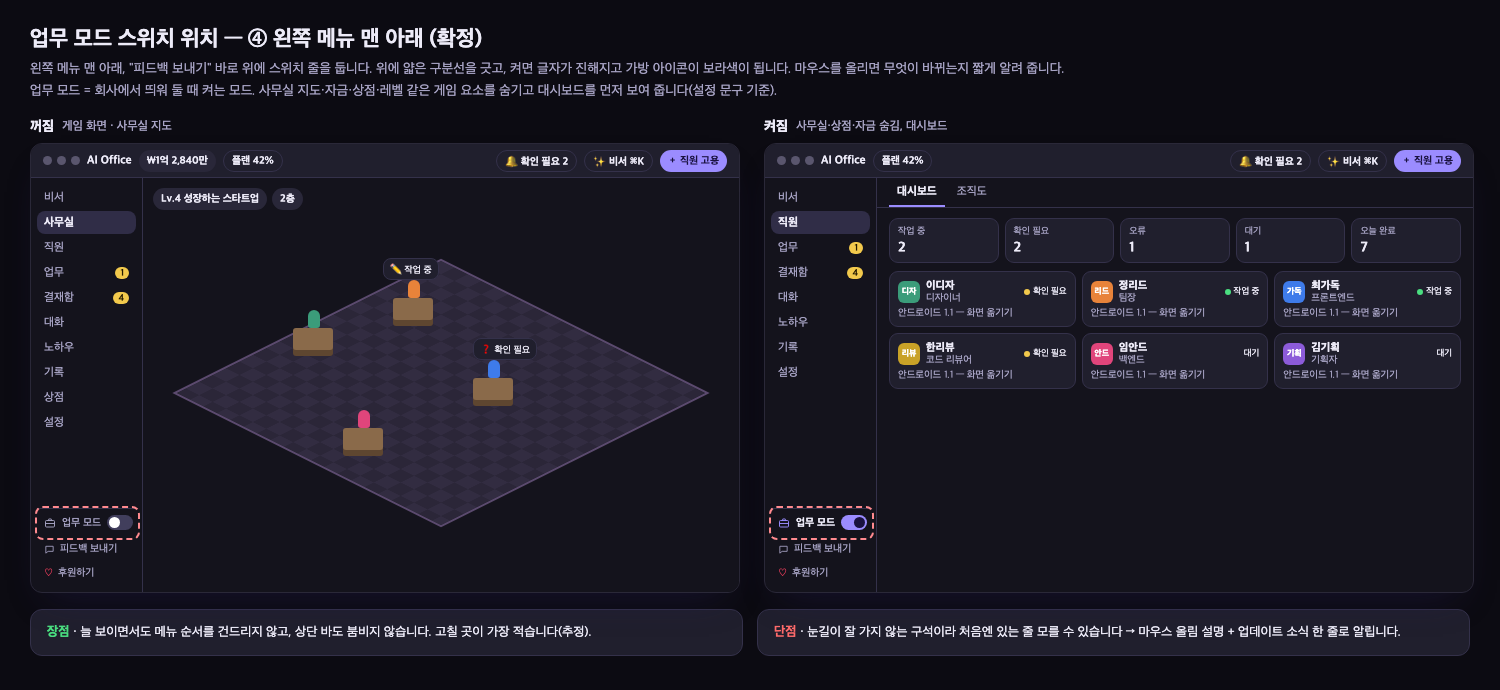 업무 모드 스위치 위치 — ④ 왼쪽 메뉴 맨 아래 (확정)
왼쪽 메뉴 맨 아래, "피드백 보내기" 바로 위에 스위치 줄을 둡니다. 위에 얇은 구분선을 긋고, 켜면 글자가 진해지고 가방 아이콘이 보라색이 됩니다. 마우스를 올리면 무엇이 바뀌는지 짧게 알려 줍니다.
업무 모드 = 회사에서 띄워 둘 때 켜는 모드. 사무실 지도·자금·상점·레벨 같은 게임 요소를 숨기고 대시보드를 먼저 보여 줍니다(설정 문구 기준).
꺼짐 게임 화면 · 사무실 지도
AI Office ₩1억 2,840만 플랜 42% 🔔 확인 필요 2 ✨ 비서 ⌘K + 직원 고용
비서
사무실
직원
업무 1
결재함 4
대화
노하우
기록
상점
설정
업무 모드
피드백 보내기
♡ 후원하기
Lv.4 성장하는 스타트업 2층
✏️ 작업 중
❓ 확인 필요
켜짐 사무실·상점·자금 숨김, 대시보드
AI Office 플랜 42% 🔔 확인 필요 2 ✨ 비서 ⌘K + 직원 고용
비서
직원
업무 1
결재함 4
대화
노하우
기록
설정
업무 모드
피드백 보내기
♡ 후원하기
대시보드 조직도
작업 중 확인 필요 오류 대기 오늘 완료
2 2 1 1 7
디자 이디자 확인 필요
디자이너
안드로이드 1.1 — 화면 옮기기
리드 정리드 작업 중
팀장
안드로이드 1.1 — 화면 옮기기
가독 최가독 작업 중
프론트엔드
안드로이드 1.1 — 화면 옮기기
리뷰 한리뷰 확인 필요
코드 리뷰어
안드로이드 1.1 — 화면 옮기기
안드 임안드 대기
백엔드
안드로이드 1.1 — 화면 옮기기
기획 김기획 대기
기획자
안드로이드 1.1 — 화면 옮기기
장점 · 늘 보이면서도 메뉴 순서를 건드리지 않고, 상단 바도 붐비지 않습니다. 고칠 곳이 가장 적습니다(추정).
단점 · 눈길이 잘 가지 않는 구석이라 처음엔 있는 줄 모를 수 있습니다 → 마우스 올림 설명 + 업데이트 소식 한 줄로 알립니다.